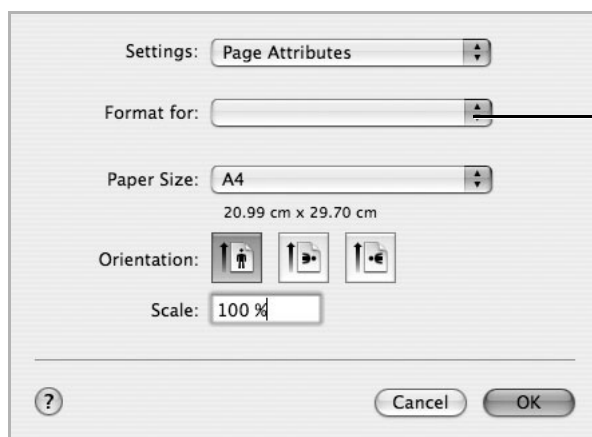 Settings: Page Attributes
Format for:
Paper Size: A4
20.99 cm x 29.70 cm
Orientation:
Scale: 100 %
? Cancel OK